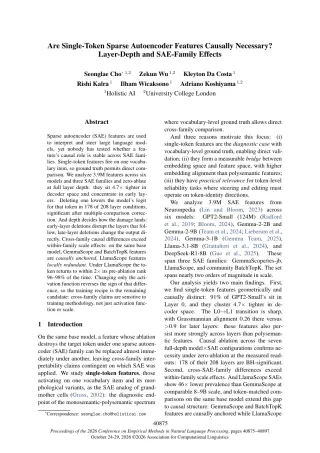 Are Single-Token Sparse Autoencoder Features Causally Necessary?
Layer-Depth and SAE-Family Effects
Seonglae Cho* 1,2 Zekun Wu 1,2 Kleyton Da Costa 1
Rishi Kalra 1 Ilham Wicaksono 1 Adriano Koshiyama 1,2
1Holistic AI 2University College London
Abstract
Sparse autoencoder (SAE) features are used
to interpret and steer large language mod-
els, yet nobody tested whether a fea-
ture's causal role is stable across SAE fami-
lies. Single-token features fire on one vocabu-
lary item, so ground truth permits direct com-
parison. We analyze 3.9M features across six
models and three SAE families and zero-ablate
at full layer depth: they sit 4.7× tighter in
decoder space and concentrate in early lay-
ers. Deleting one lowers the model's logit
for that token in 178 of 208 layer conditions,
significant after multiple-comparison correc-
tion. And depth decides how the damage lands:
early-layer deletions disrupt the layers that fol-
low, late-layer deletions change the output di-
rectly. Cross-family causal differences exceed
within-family scale effects: on the same base
model, GemmaScope and BatchTopK features
are causally anchored, LlamaScope features
locally redundant. Under LlamaScope the to-
ken returns to within 2× its pre-ablation rank
96–98% of the time. Changing only the acti-
vation function reverses the sign of that differ-
ence, so the training recipe is the remaining
candidate: cross-family claims are sensitive to
training methodology, not just activation func-
tion or scale.
1 Introduction
On the same base model, a feature whose ablation
destroys the target token under one sparse autoen-
coder (SAE) family can be replaced almost imme-
diately under another, leaving cross-family inter-
pretability claims contingent on which SAE was
applied. We study single-token features, those
activating on one vocabulary item and its mor-
phological variants, as the SAE analog of grand-
mother cells (Gross, 2002): the diagnostic end-
point of the monosemantic-polysemantic spectrum
*Correspondence: seonglae.cho@holisticai.com
where vocabulary-level ground truth allows direct
cross-family comparison.
And three reasons motivate this focus: (i)
single-token features are the diagnostic case with
vocabulary-level ground truth, enabling direct vali-
dation; (ii) they form a measurable bridge between
embedding space and feature space, with higher
embedding alignment than polysemantic features;
(iii) they have practical relevance for token-level
reliability tasks where steering and editing must
operate on token-identity directions.
We analyze 3.9M SAE features from
Neuronpedia (Lin and Bloom, 2023) across
six models: GPT2-Small (124M) (Radford
et al., 2019; Bloom, 2024), Gemma-2-2B and
Gemma-2-9B (Team et al., 2024; Lieberum et al.,
2024), Gemma-3-1B (Gemma Team, 2025),
Llama-3.1-8B (Grattafiori et al., 2024), and
DeepSeek-R1-8B (Guo et al., 2025). These
span three SAE families: GemmaScope/res-jb,
LlamaScope, and community BatchTopK. The set
spans nearly two orders of magnitude in scale.
Our analysis yields two main findings. First,
we find single-token features geometrically and
causally distinct: 91% of GPT2-Small's sit in
Layer 0, and they cluster 4.7× tighter in de-
coder space. The L0→L1 transition is sharp,
with Grassmannian alignment 0.26 there versus
>0.9 for later layers: those features also per-
sist more strongly across layers than polyseman-
tic features. Causal ablation across the seven
full-depth model×SAE configurations confirms ne-
cessity under zero-ablation at the measured read-
outs: 178 of their 208 layers are BH-significant.
Second, cross-SAE-family differences exceed
within-family scale effects. And LlamaScope SAEs
show 46× lower prevalence than GemmaScope at
comparable 8–9B scale, and token-matched com-
parisons on the same base model extend this gap
to causal structure. GemmaScope and BatchTopK
features are causally anchored while LlamaScope
40875
Proceedings of the 2026 Conference on Empirical Methods in Natural Language Processing, pages 40875–40897
October 24-29, 2026 ©2026 Association for Computational Linguistics